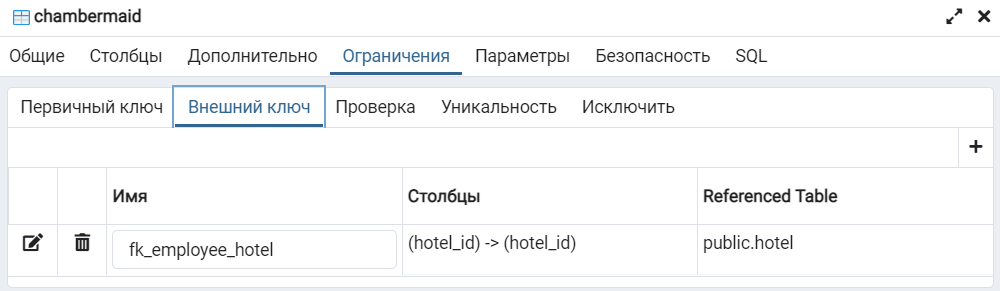 chambermaid
Общие Столбцы Дополнительно Ограничения Параметры Безопасность SQL
Первичный ключ Внешний ключ Проверка Уникальность Исключить
Имя Столбцы Referenced Table
fk_employee_hotel (hotel_id) -> (hotel_id) public.hotel